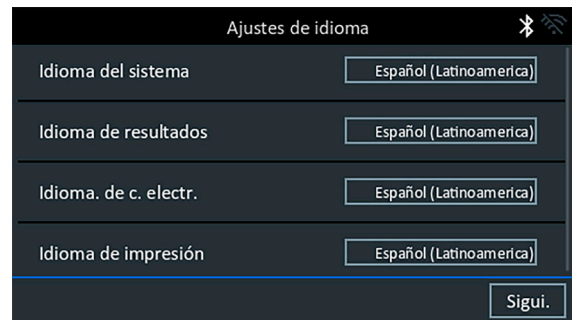 Ajustes de idioma
Idioma del sistema Español (Latinoamerica)
Idioma de resultados Español (Latinoamerica)
Idioma. de c. electr. Español (Latinoamerica)
Idioma de impresión Español (Latinoamerica)
Sigui.